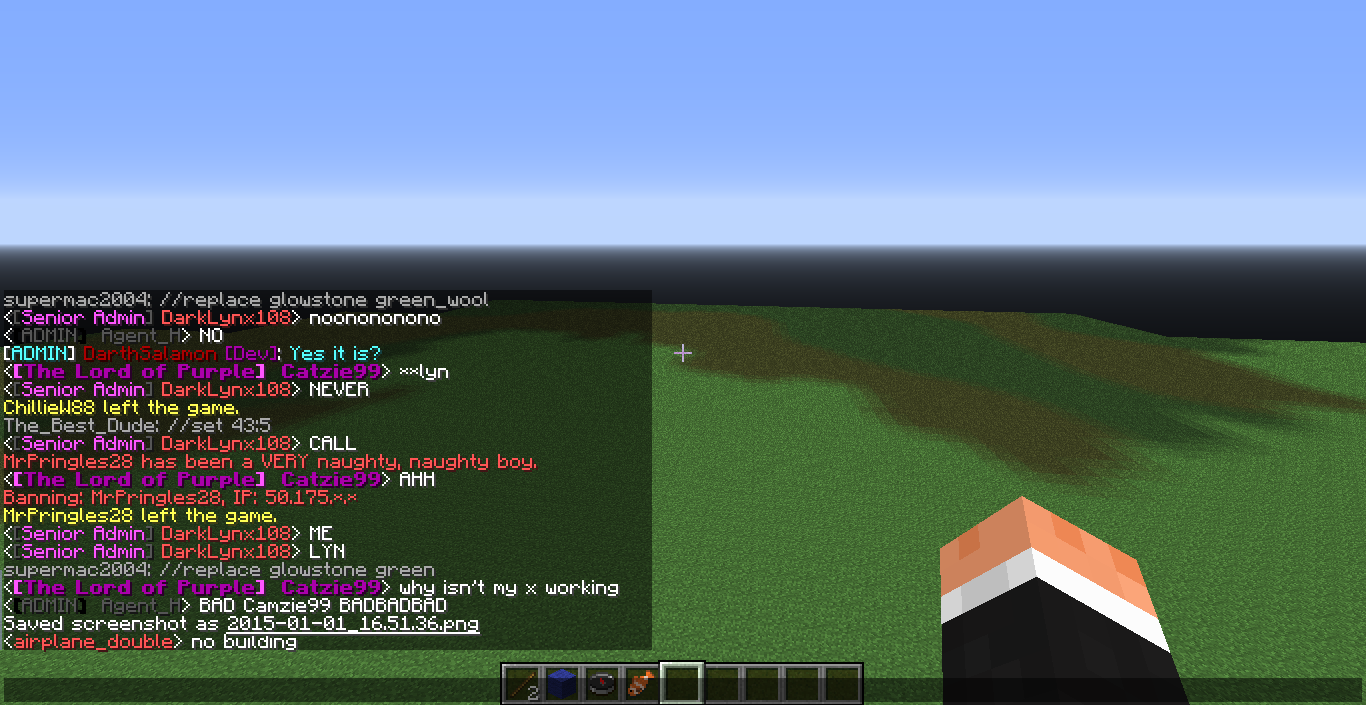 supermac2004: //replace glowstone green_wool
<[Senior Admin] DarkLynx108> noonononono
<[ADMIN] Agent_H> NO
[ADMIN] DarthSalamon [Dev]: Yes it is?
<[The Lord of Purple] Catzie99> **lyn
<[Senior Admin] DarkLynx108> NEVER
ChillieW88 left the game.
The_Best_Dude: //set 43:5
<[Senior Admin] DarkLynx108> CALL
MrPringles28 has been a VERY naughty, naughty boy.
<[The Lord of Purple] Catzie99> AHH
Banning: MrPringles28, IP: 50.175.*.*
MrPringles28 left the game.
<[Senior Admin] DarkLynx108> ME
<[Senior Admin] DarkLynx108> LYN
supermac2004: //replace glowstone green
<[The Lord of Purple] Catzie99> why isn't my x working
<[ADMIN] Agent_H> BAD Camzie99 BADBADBAD
Saved screenshot as 2015-01-01_16.51.36.png
<airplane_double> no building
2